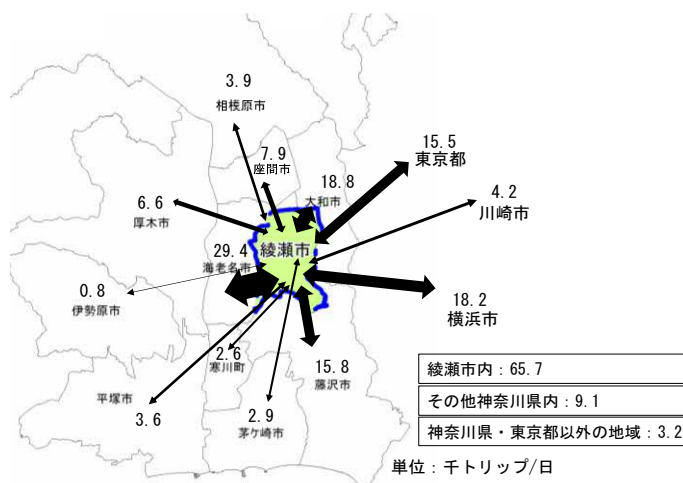 3.9
相模原市
7.9
座間市
18.8
大和市
15.5
東京都
4.2
川崎市
6.6
厚木市
綾瀬市
29.4
海老名市
0.8
伊勢原市
18.2
横浜市
2.6
寒川町
15.8
藤沢市
平塚市
3.6
2.9
茅ケ崎市
綾瀬市内：65.7
その他神奈川県内：9.1
神奈川県・東京都以外の地域：3.2
単位：千トリップ/日